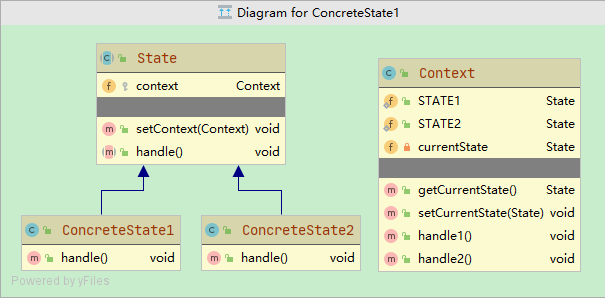 Diagram for ConcreteState1
State
context Context
setContext(Context) void
handle() void
Context
STATE1 State
STATE2 State
currentState State
getCurrentState() State
setCurrentState(State) void
handle1() void
handle2() void
ConcreteState1
handle() void
ConcreteState2
handle() void
Powered by yFiles